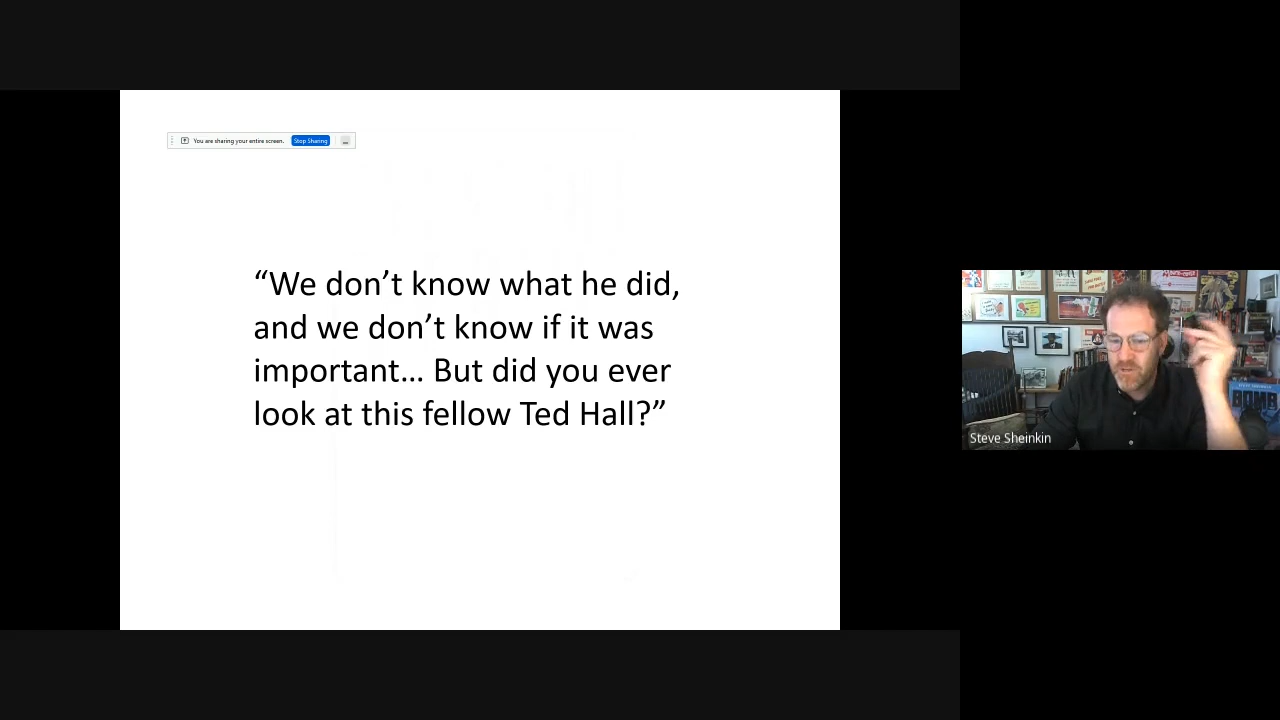 You are sharing your entire screen.
Stop Sharing
“We don’t know what he did,
and we don’t know if it was
important… But did you ever
look at this fellow Ted Hall?”
BOMB
Steve Sheinkin